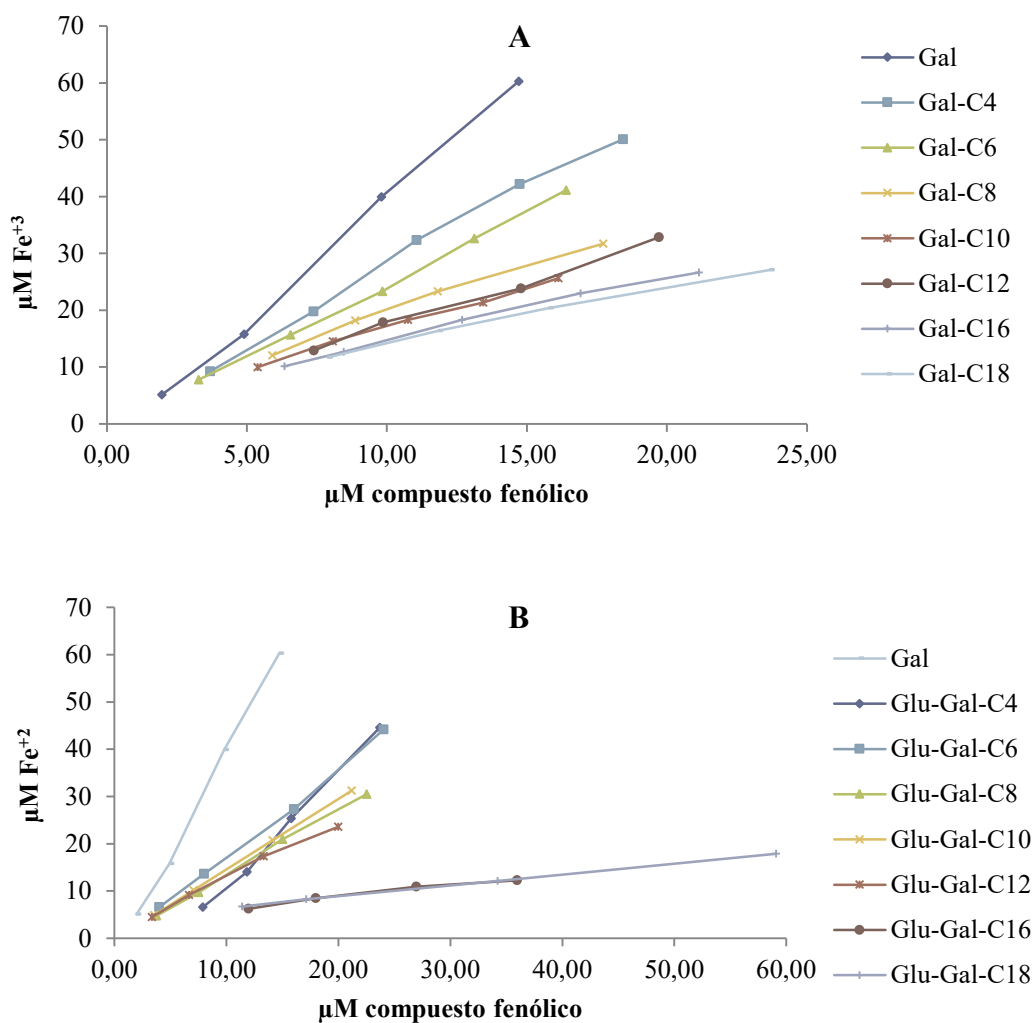 A
70
60
50
40
30
20
10
0
µM Fe+3
0,00 5,00 10,00 15,00 20,00 25,00
µM compuesto fenólico
Gal
Gal-C4
Gal-C6
Gal-C8
Gal-C10
Gal-C12
Gal-C16
Gal-C18
B
70
60
50
40
30
20
10
0
µM Fe+2
0,00 10,00 20,00 30,00 40,00 50,00 60,00
µM compuesto fenólico
Gal
Glu-Gal-C4
Glu-Gal-C6
Glu-Gal-C8
Glu-Gal-C10
Glu-Gal-C12
Glu-Gal-C16
Glu-Gal-C18